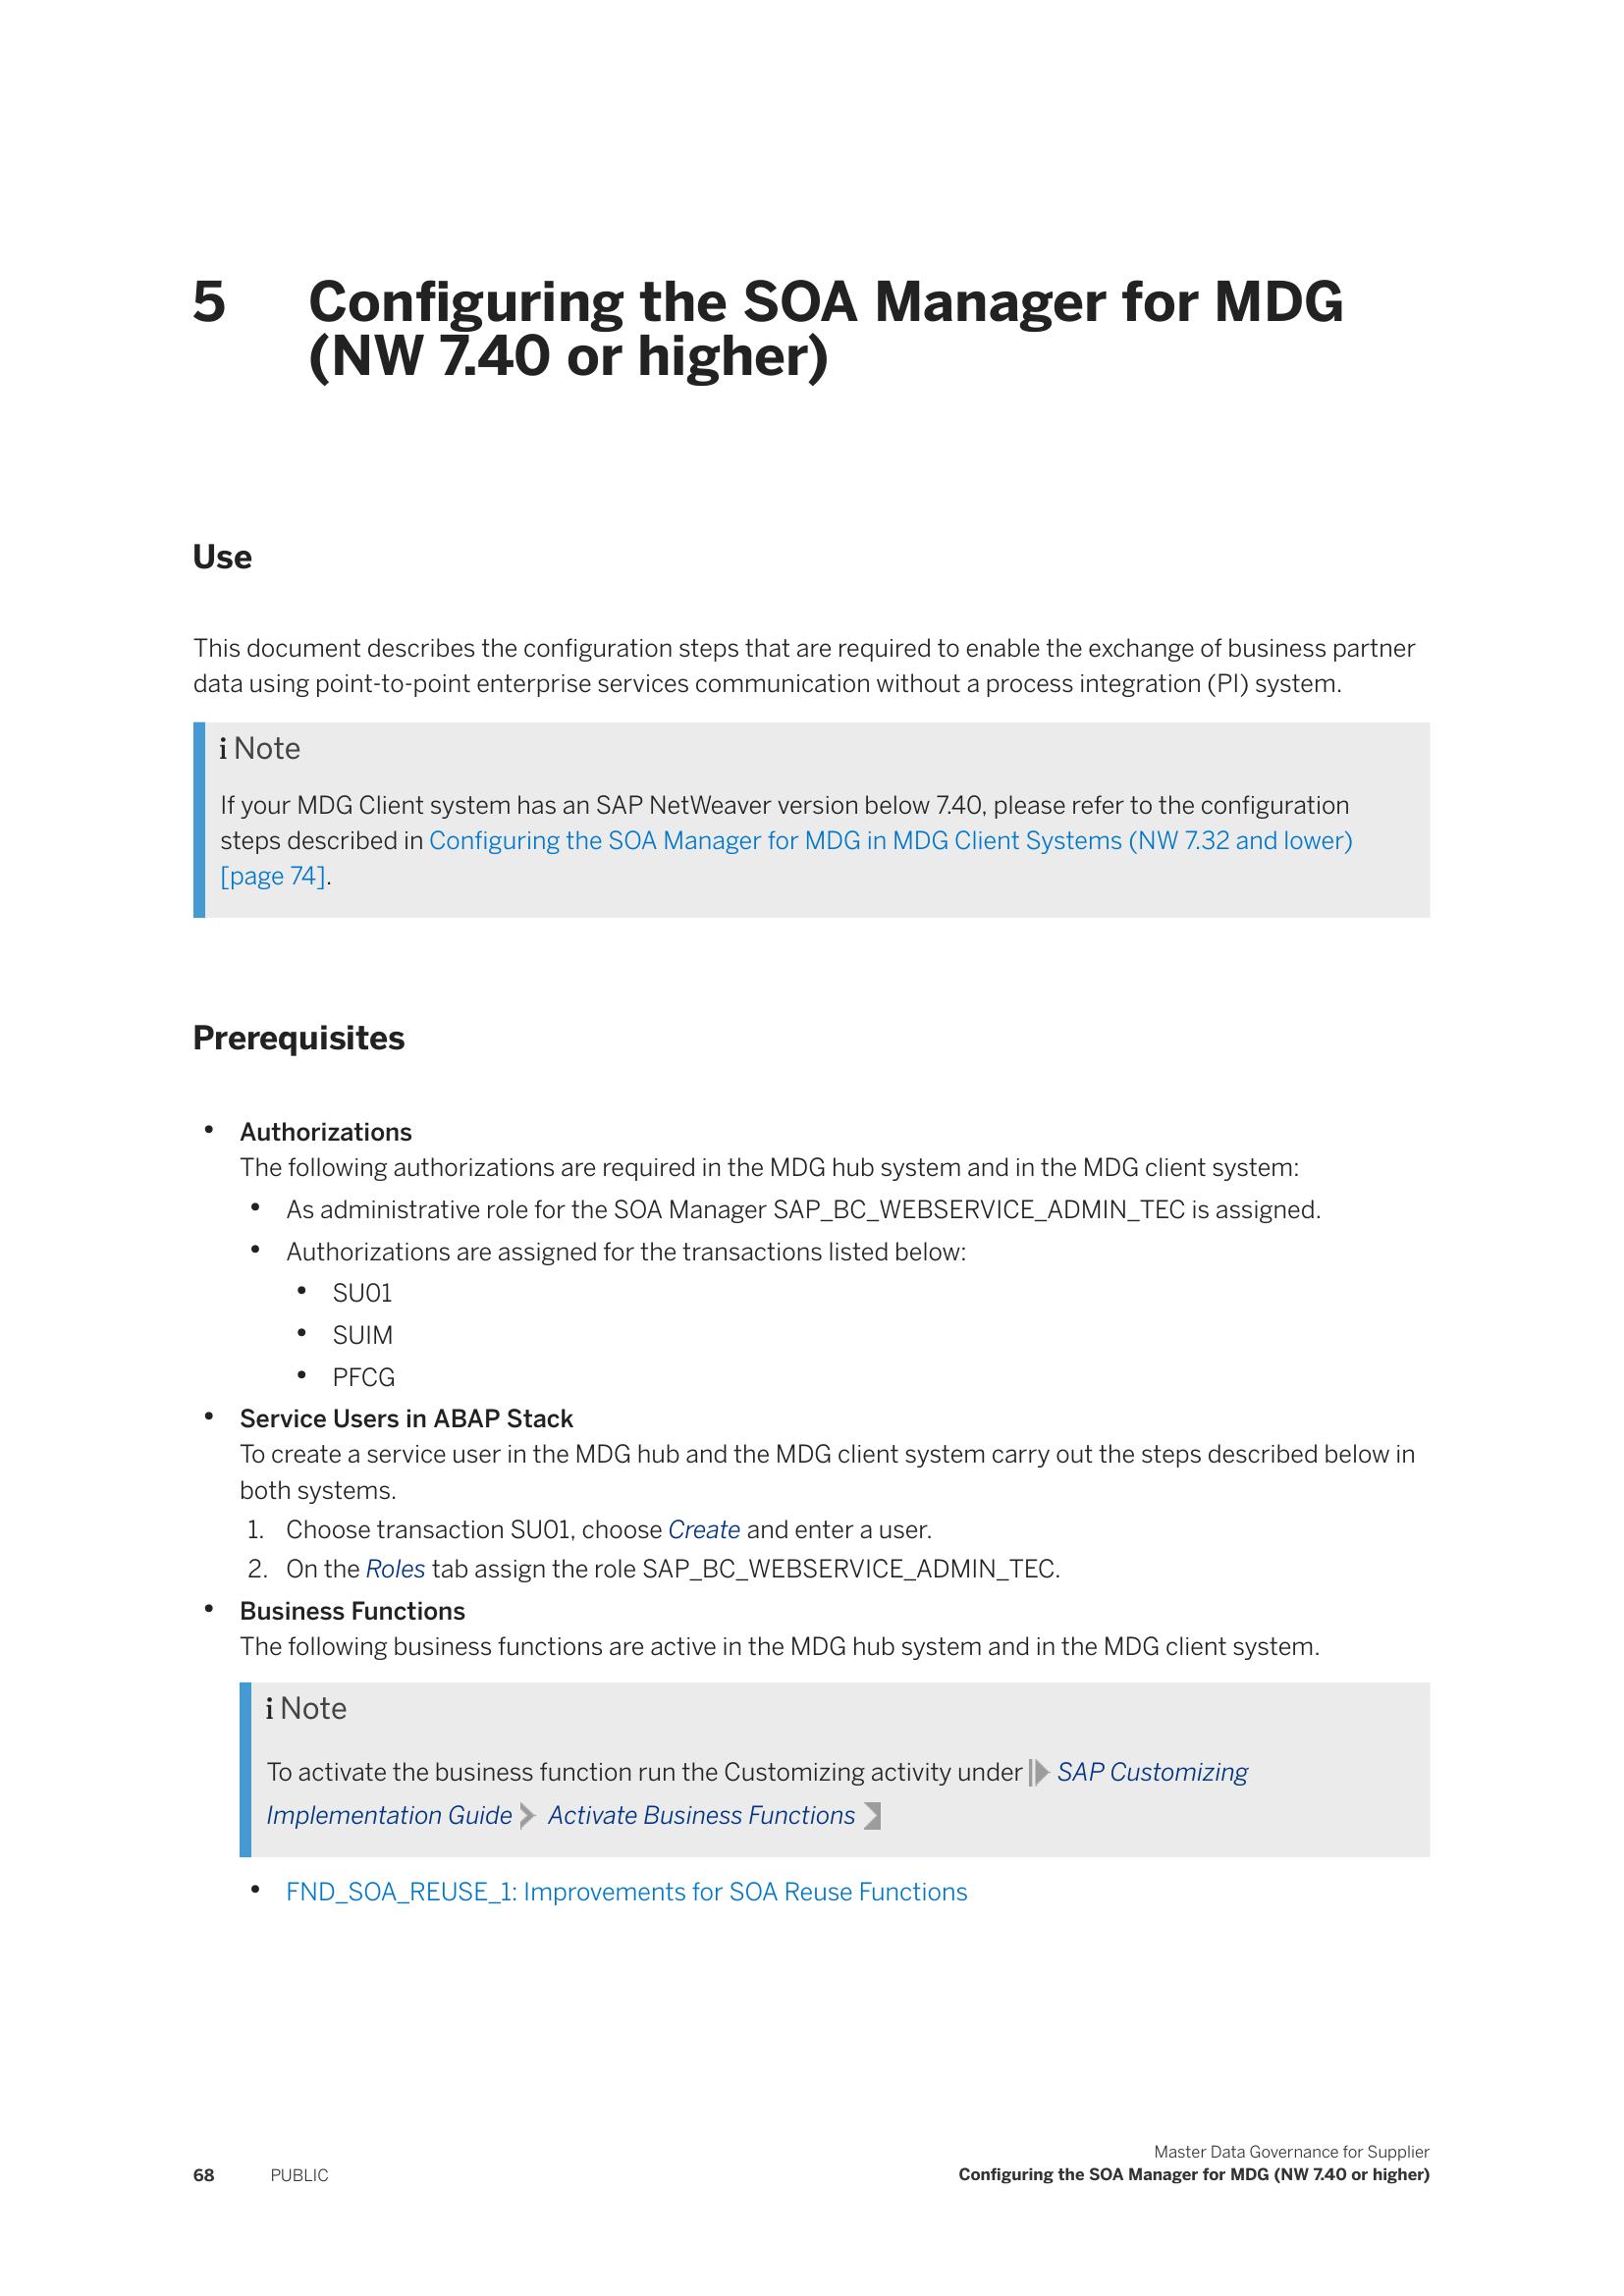 5 Configuring the SOA Manager for MDG
(NW 7.40 or higher)
Use
This document describes the configuration steps that are required to enable the exchange of business partner
data using point-to-point enterprise services communication without a process integration (PI) system.
i Note
If your MDG Client system has an SAP NetWeaver version below 7.40, please refer to the configuration
steps described in Configuring the SOA Manager for MDG in MDG Client Systems (NW 7.32 and lower)
[page 74].
Prerequisites
• Authorizations
The following authorizations are required in the MDG hub system and in the MDG client system:
• As administrative role for the SOA Manager SAP_BC_WEBSERVICE_ADMIN_TEC is assigned.
• Authorizations are assigned for the transactions listed below:
• SU01
• SUIM
• PFCG
• Service Users in ABAP Stack
To create a service user in the MDG hub and the MDG client system carry out the steps described below in
both systems.
1. Choose transaction SU01, choose Create and enter a user.
2. On the Roles tab assign the role SAP_BC_WEBSERVICE_ADMIN_TEC.
• Business Functions
The following business functions are active in the MDG hub system and in the MDG client system.
i Note
To activate the business function run the Customizing activity under SAP Customizing
Implementation Guide Activate Business Functions
• FND_SOA_REUSE_1: Improvements for SOA Reuse Functions
Master Data Governance for Supplier
68 PUBLIC Configuring the SOA Manager for MDG (NW 7.40 or higher)